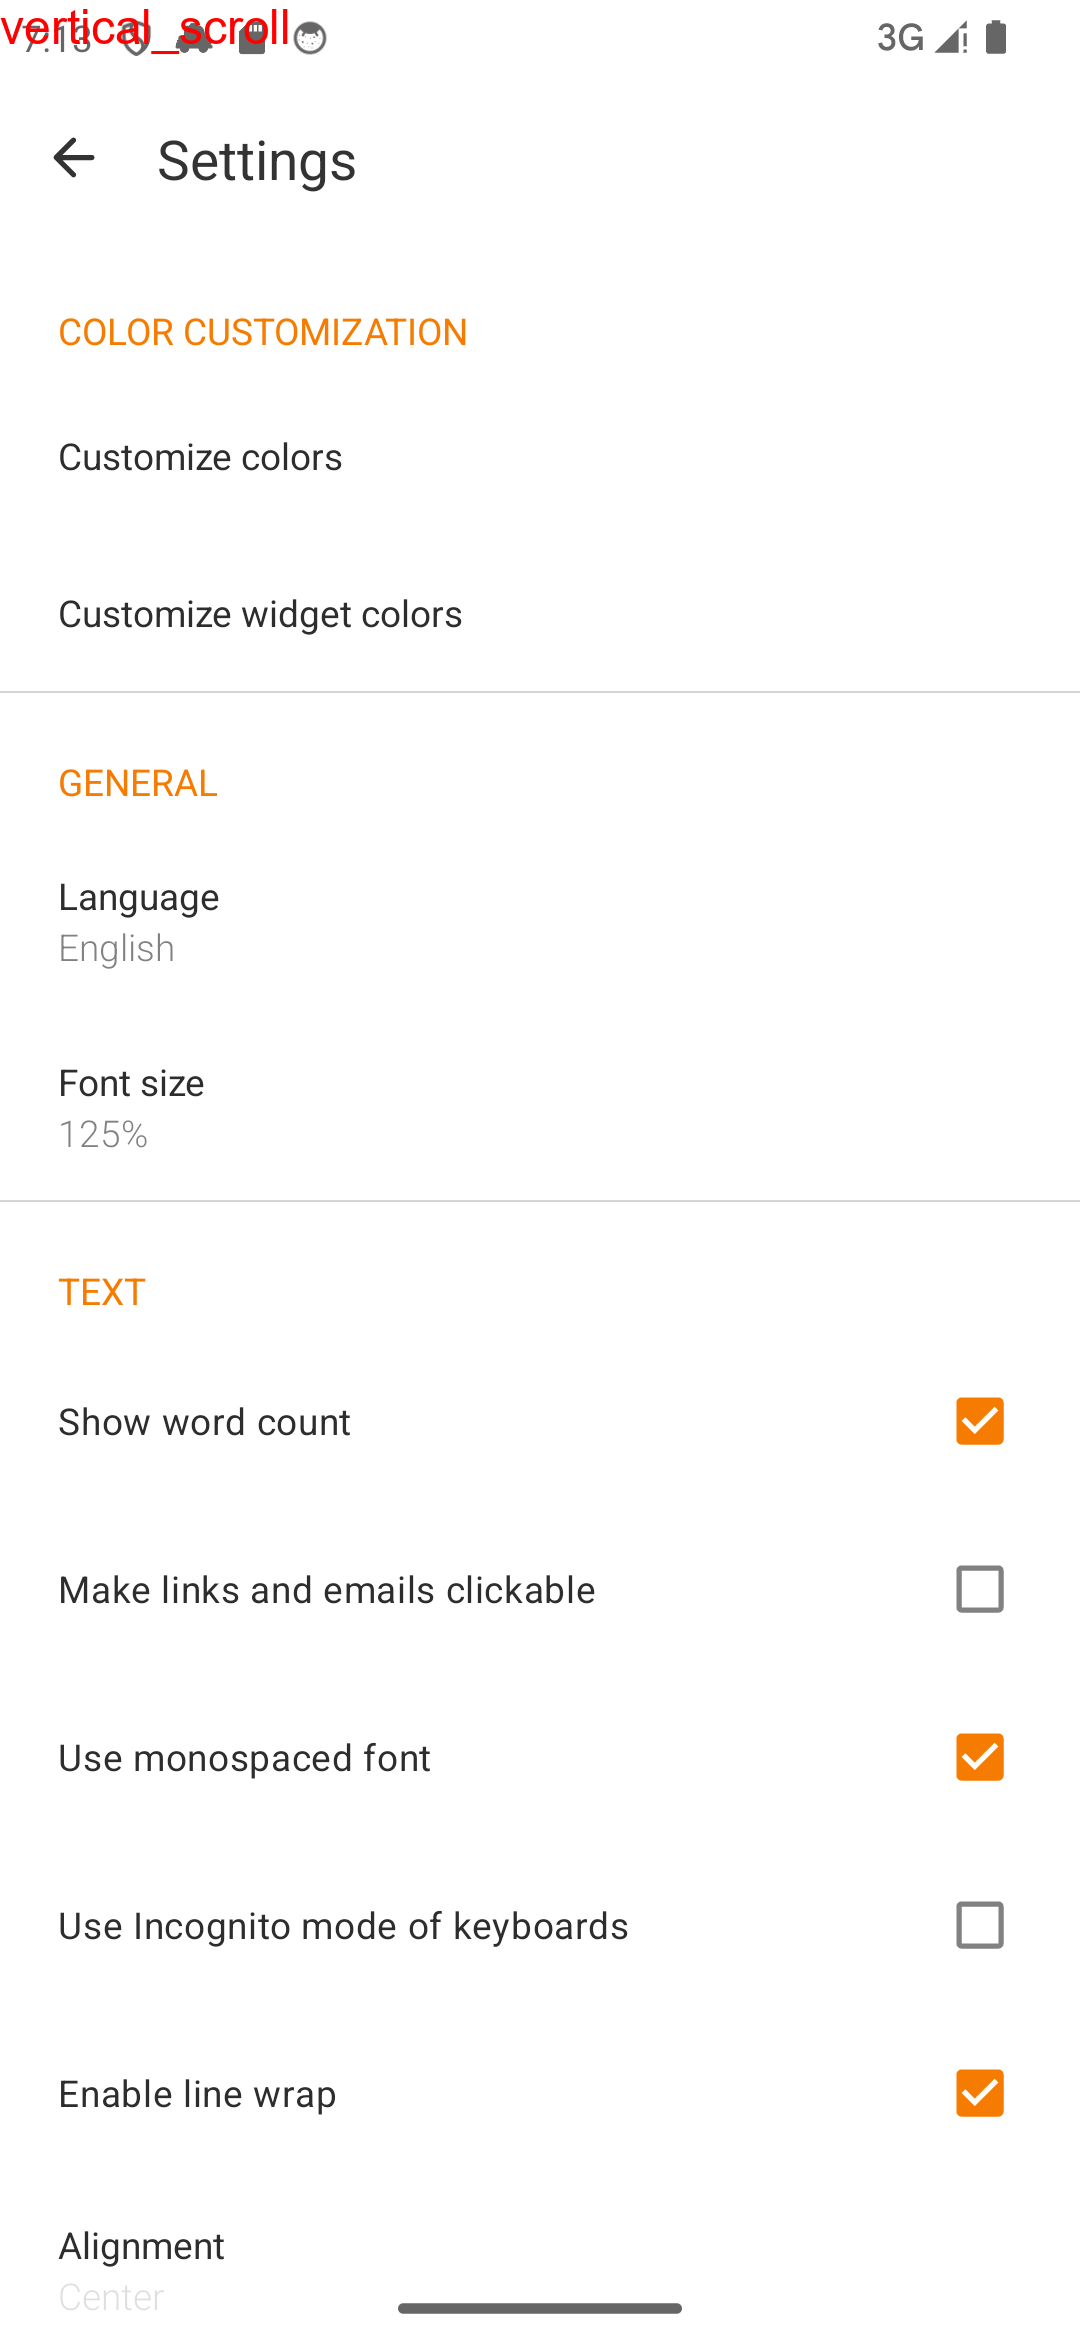 vertical_scroll
7:13
3G
Settings
COLOR CUSTOMIZATION
Customize colors
Customize widget colors
GENERAL
Language
English
Font size
125%
TEXT
Show word count
Make links and emails clickable
Use monospaced font
Use Incognito mode of keyboards
Enable line wrap
Alignment
Center